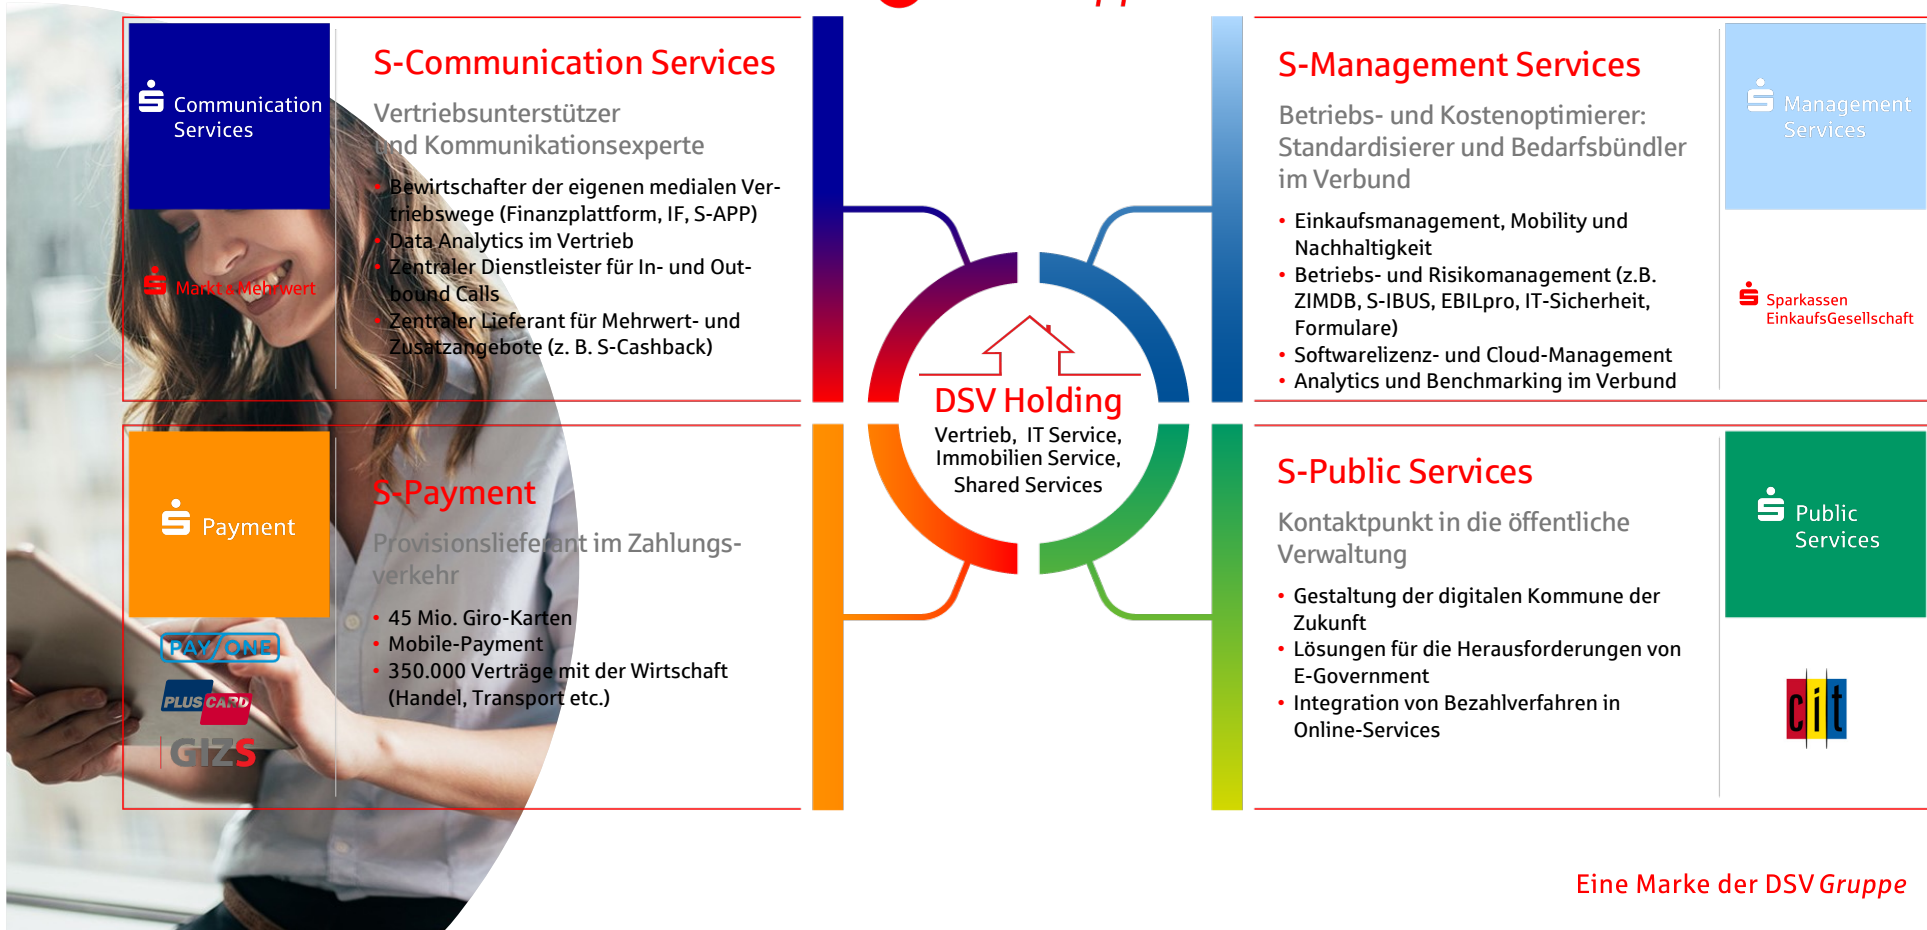 Communication
Services
Markt & Mehrwert
S-Communication Services
Vertriebsunterstützer
und Kommunikationsexperte
• Bewirtschafter der eigenen medialen Ver-
triebswege (Finanzplattform, IF, S-APP)
• Data Analytics im Vertrieb
• Zentraler Dienstleister für In- und Out-
bound Calls
• Zentraler Lieferant für Mehrwert- und
Zusatzangebote (z. B. S-Cashback)
S-Management Services
Betriebs- und Kostenoptimierer:
Standardisierer und Bedarfsbündler
im Verbund
• Einkaufsmanagement, Mobility und
Nachhaltigkeit
• Betriebs- und Risikomanagement (z.B.
ZIMDB, S-IBUS, EBILpro, IT-Sicherheit,
Formulare)
• Softwarelizenz- und Cloud-Management
• Analytics und Benchmarking im Verbund
Management
Services
Sparkassen
EinkaufsGesellschaft
DSV Holding
Vertrieb, IT Service,
Immobilien Service,
Shared Services
Payment
PAYONE
PLUSCARD
GIZS
S-Payment
Provisionslieferant im Zahlungs-
verkehr
• 45 Mio. Giro-Karten
• Mobile-Payment
• 350.000 Verträge mit der Wirtschaft
(Handel, Transport etc.)
S-Public Services
Kontaktpunkt in die öffentliche
Verwaltung
• Gestaltung der digitalen Kommune der
Zukunft
• Lösungen für die Herausforderungen von
E-Government
• Integration von Bezahlverfahren in
Online-Services
Public
Services
cit
Eine Marke der DSV Gruppe